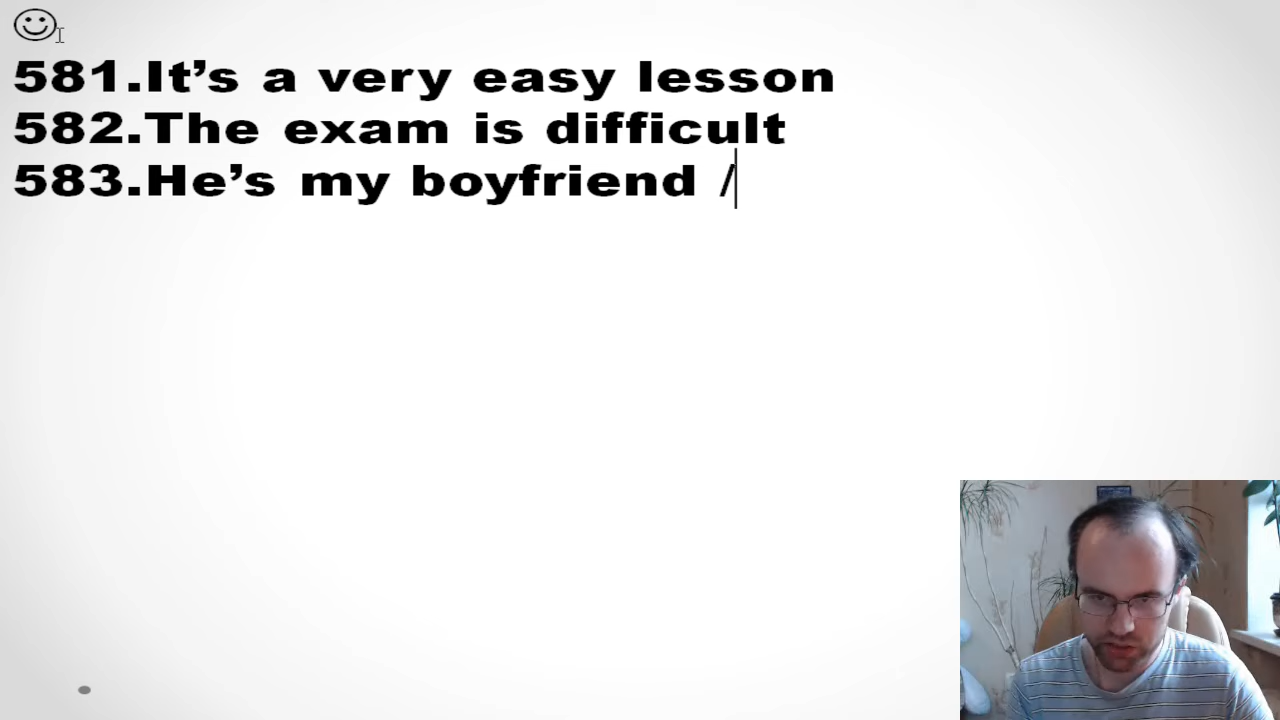 581.It’s a very easy lesson
582.The exam is difficult
583.He’s my boyfriend /